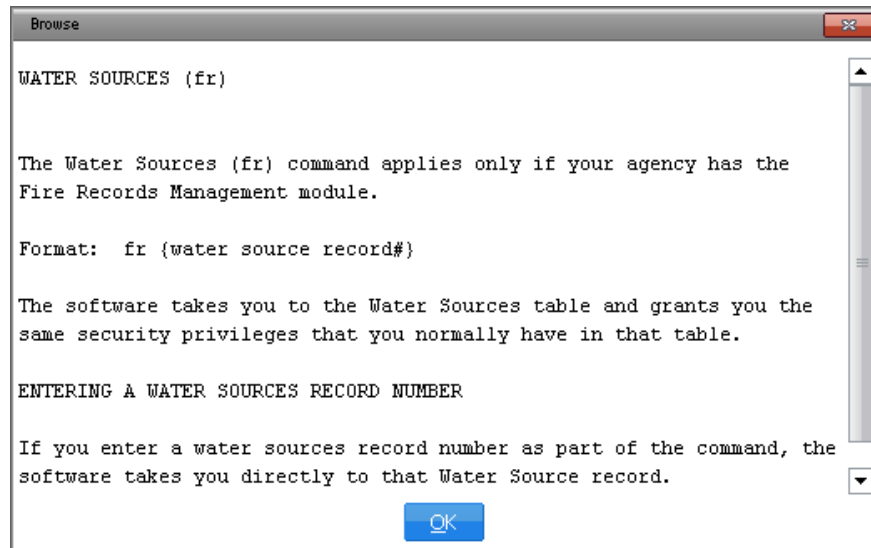 Browse
WATER SOURCES (fr)
The Water Sources (fr) command applies only if your agency has the
Fire Records Management module.
Format:  fr {water source record#}
The software takes you to the Water Sources table and grants you the
same security privileges that you normally have in that table.
ENTERING A WATER SOURCES RECORD NUMBER
If you enter a water sources record number as part of the command, the
software takes you directly to that Water Source record.
OK